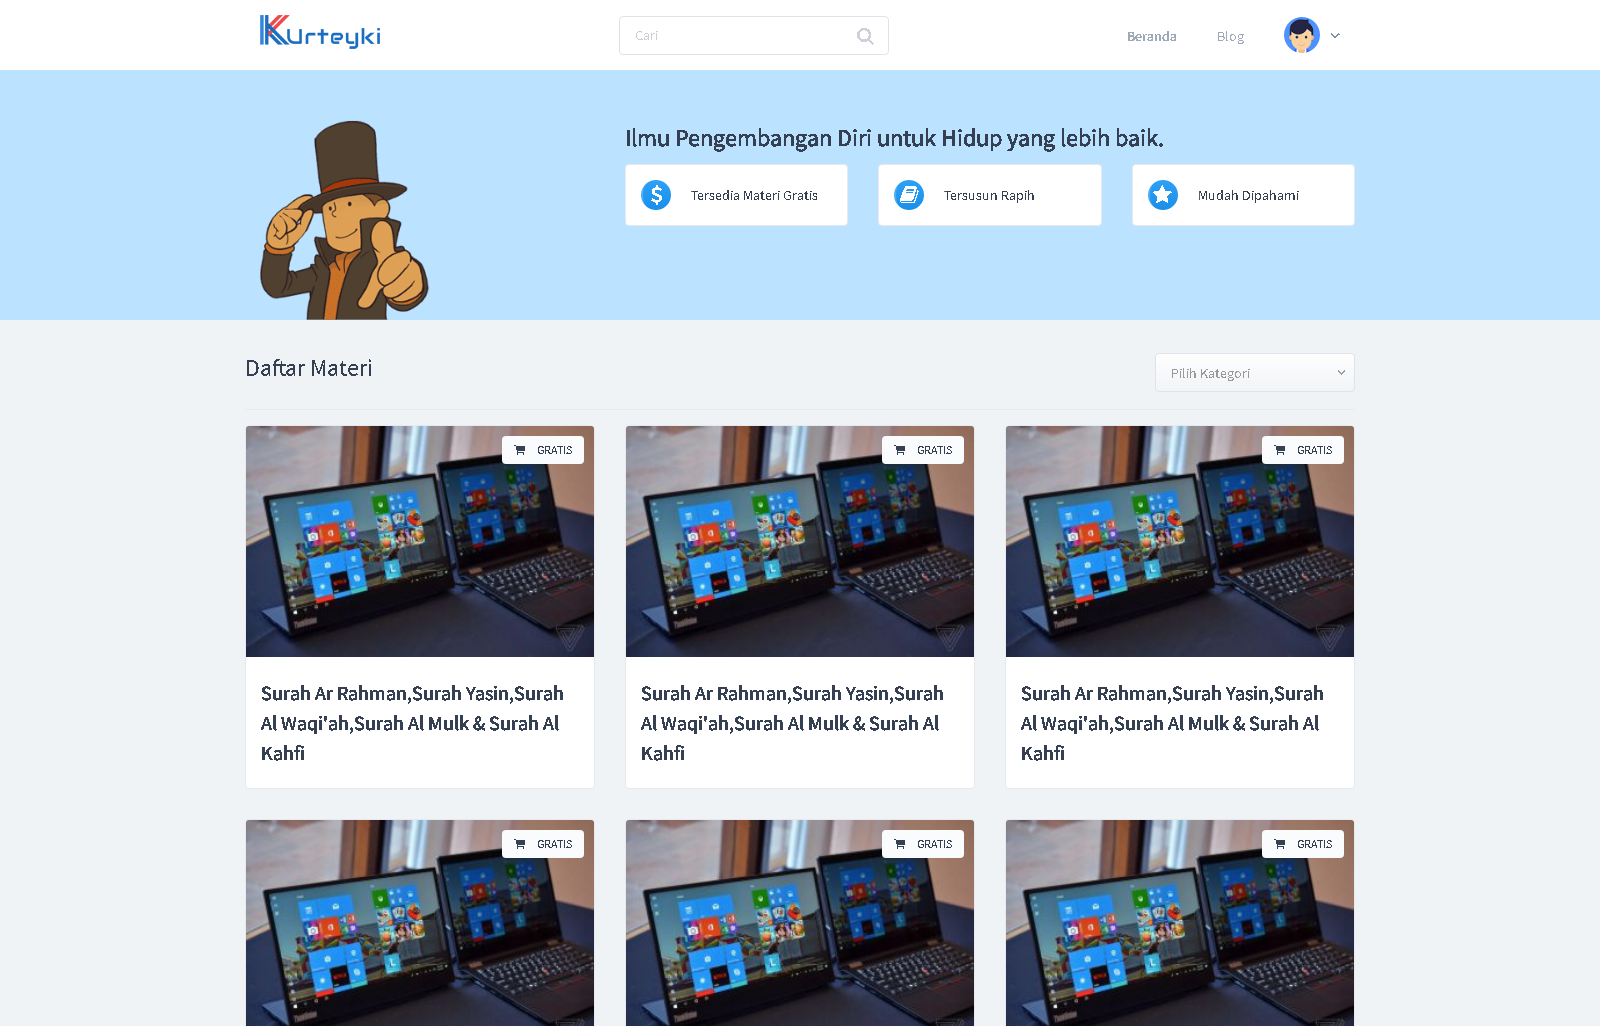 Kurteyki
Cari
Beranda
Blog
Ilmu Pengembangan Diri untuk Hidup yang lebih baik.
Tersedia Materi Gratis
Tersusun Rapih
Mudah Dipahami
Daftar Materi
Pilih Kategori
GRATIS
GRATIS
GRATIS
Surah Ar Rahman,Surah Yasin,Surah
Al Waqi'ah,Surah Al Mulk & Surah Al
Kahfi
Surah Ar Rahman,Surah Yasin,Surah
Al Waqi'ah,Surah Al Mulk & Surah Al
Kahfi
Surah Ar Rahman,Surah Yasin,Surah
Al Waqi'ah,Surah Al Mulk & Surah Al
Kahfi
GRATIS
GRATIS
GRATIS